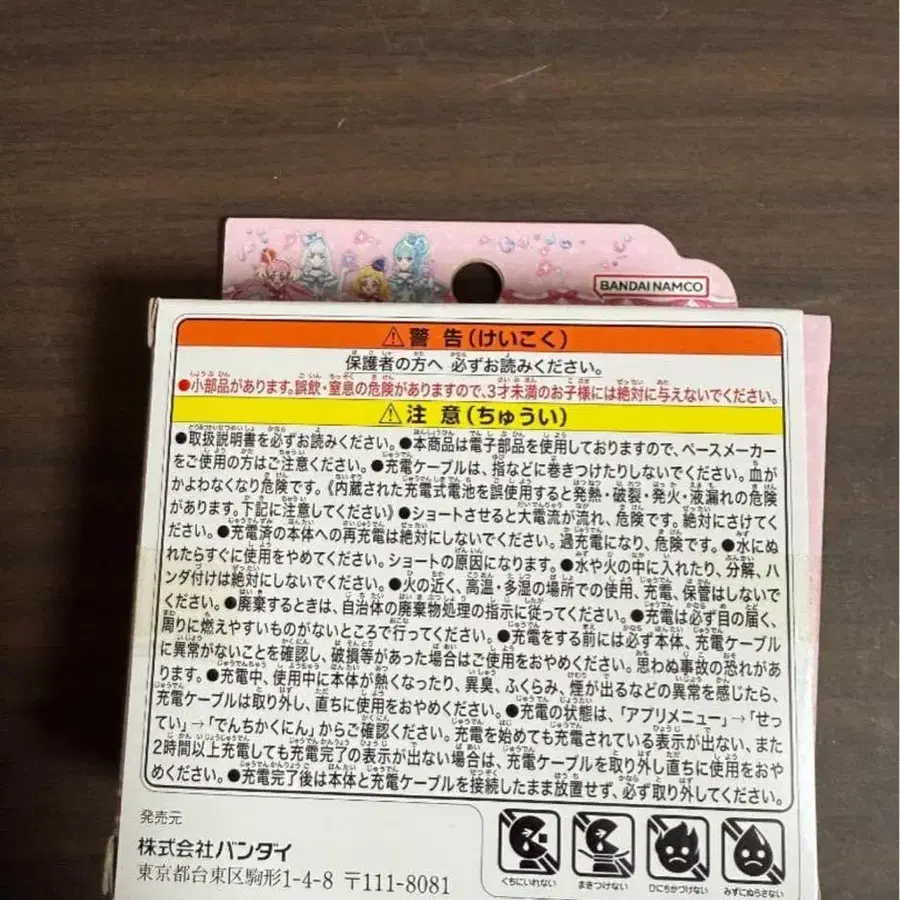 BANDAI NAMCO
⚠警告(けいこく)
保護者の方へ 必ずお読みください。
●小部品があります。誤飲・窒息の危険がありますので、3才未満のお子様には絶対に与えないでください。
⚠注意(ちゅうい)
●取扱説明書を必ずお読みください。●本商品は電子部品を使用しておりますので、ペースメーカー
をご使用の方はご注意ください。●充電ケーブルは、指などに巻きつけたりしないでください。血が
かよわなくなり危険です。《内蔵された充電式電池を誤使用すると発熱・破裂・発火・液漏れの危険
があります。下記に注意してください》●ショートさせると大電流が流れ、危険です。絶対にさけてく
ださい。●充電済の本体への再充電は絶対にしないでください。過充電になり、危険です。●水にぬ
れたらすぐに使用をやめてください。ショートの原因になります。●水や火の中に入れたり、分解、ハ
ンダ付けは絶対にしないでください。●火の近く、高温・多湿の場所での使用、充電、保管はしないで
ください。●廃棄するときは、自治体の廃棄物処理の指示に従ってください。●充電は必ず目の届く、
周りに燃えやすいものがないところで行ってください。●充電をする前には必ず本体、充電ケーブル
に異常がないことを確認し、破損等があった場合はご使用をおやめください。思わぬ事故の恐れがあ
ります。●充電中、使用中に本体が熱くなったり、異臭、ふくらみ、煙が出るなどの異常を感じたら、
充電ケーブルは取り外し、直ちに使用をおやめください。●充電の状態は、「アプリメニュー」→「せっ
てい」→「でんちかくにん」からご確認ください。充電を始めても充電されている表示が出ない、また
2時間以上充電しても充電完了の表示が出ない場合は、充電ケーブルを取り外し直ちに使用をおや
めください。●充電完了後は本体と充電ケーブルを接続したまま放置せず、必ず取り外してください。
発売元
株式会社バンダイ
東京都台東区駒形1-4-8 〒111-8081
くちにいれない
まきつけない
ひにちかづけない
みずにぬらさない